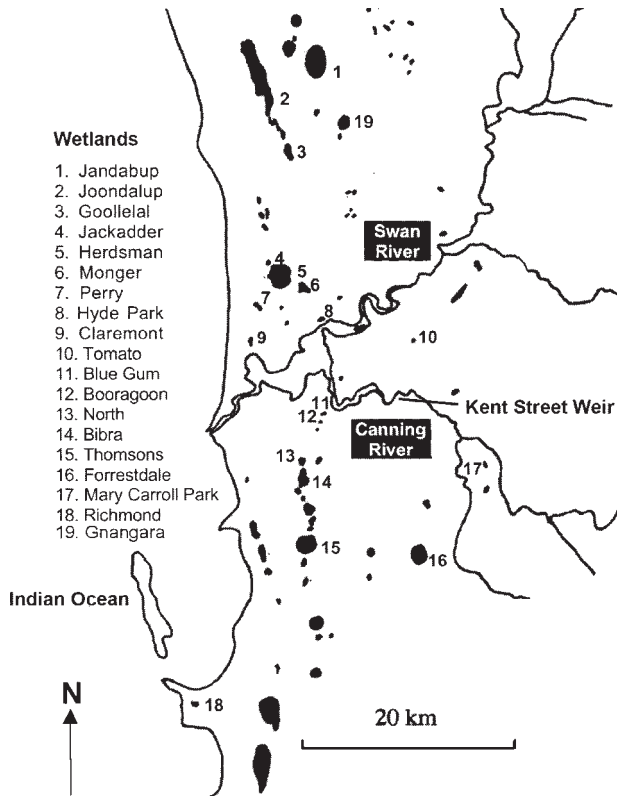 1
2
19
3
Wetlands
1. Jandabup
2. Joondalup
3. Goollelal
4. Jackadder
5. Herdsman
6. Monger
7. Perry
8. Hyde Park
9. Claremont
10. Tomato
11. Blue Gum
12. Booragoon
13. North
14. Bibra
15. Thomsons
16. Forrestdale
17. Mary Carroll Park
18. Richmond
19. Gnangara
Swan
River
4
5
6
7
8
9
10
11
12
Kent Street Weir
Canning
River
13
14
17
15
16
Indian Ocean
N
18
20 km